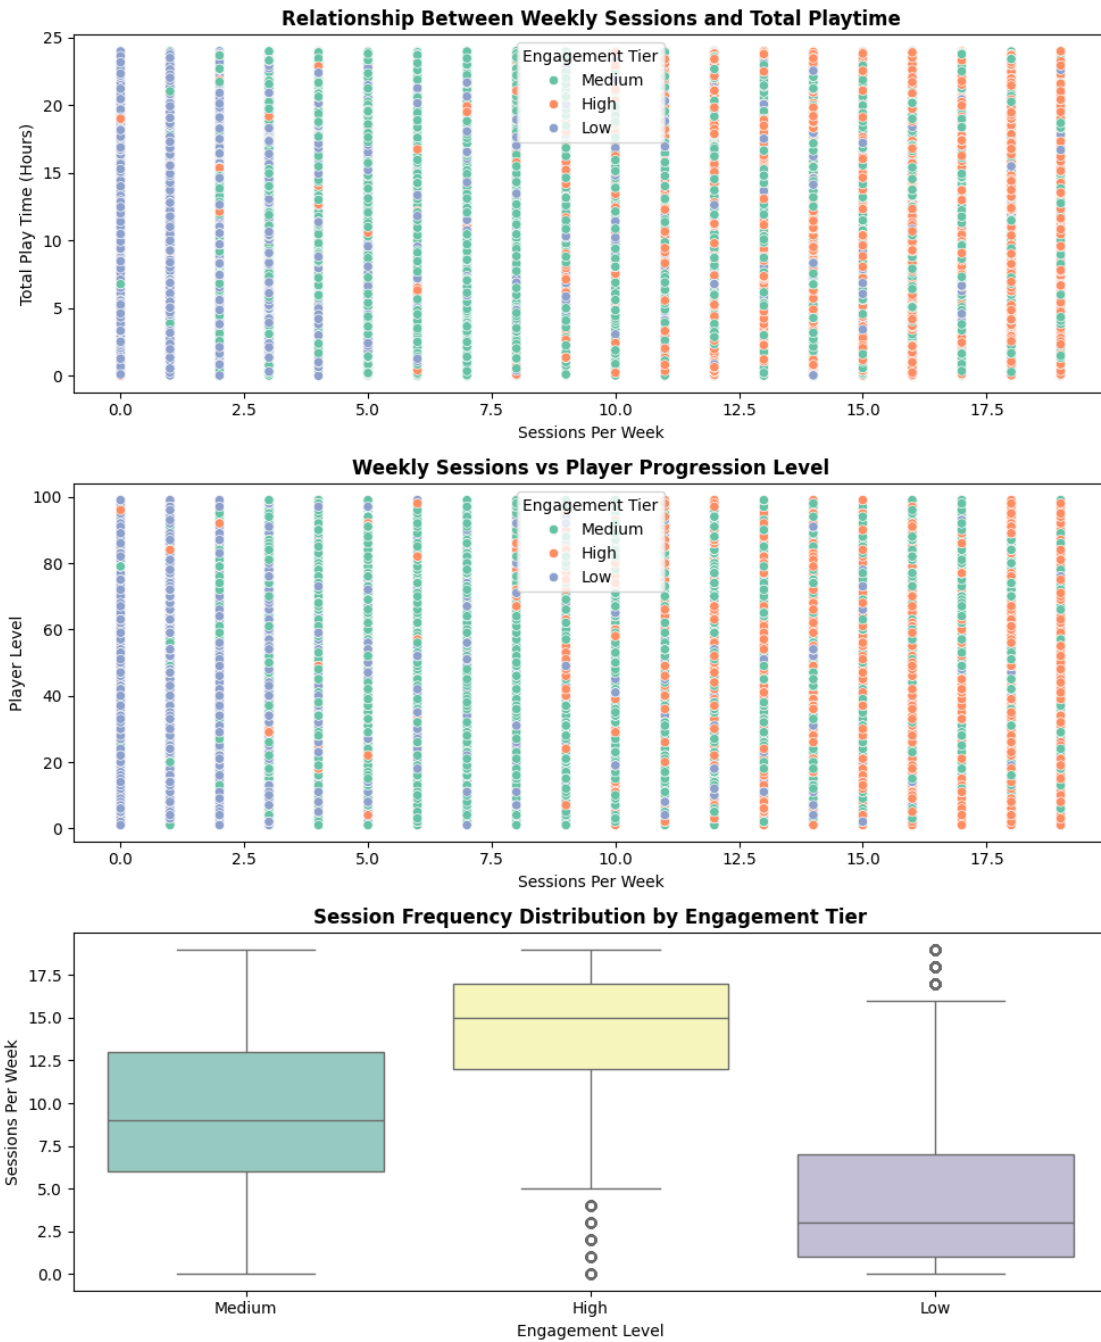 Relationship Between Weekly Sessions and Total Playtime
Total Play Time (Hours)
25
20
15
10
5
0
Engagement Tier
Medium
High
Low
0.0 2.5 5.0 7.5 10.0 12.5 15.0 17.5
Sessions Per Week
Weekly Sessions vs Player Progression Level
Player Level
100
80
60
40
20
0
Engagement Tier
Medium
High
Low
0.0 2.5 5.0 7.5 10.0 12.5 15.0 17.5
Sessions Per Week
Session Frequency Distribution by Engagement Tier
Sessions Per Week
17.5
15.0
12.5
10.0
7.5
5.0
2.5
0.0
Medium High Low
Engagement Level